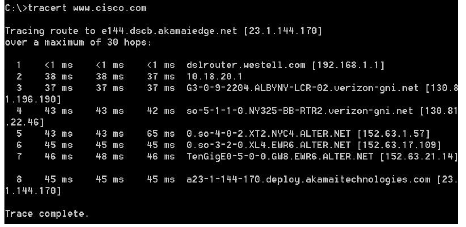 C:\>tracert www.cisco.com
Tracing route to e144.dscb.akamaiedge.net [23.1.144.170]
over a maximum of 30 hops:
1 <1 ms <1 ms <1 ms dslrouter.westell.com [192.168.1.1]
2 38 ms 38 ms 37 ms 10.18.20.1
3 37 ms 37 ms 37 ms G3-0-9-2204.ALBYNY-LCR-02.verizon-gni.net [130.8
1.196.190]
4 43 ms 43 ms 42 ms so-5-1-1-0.NY325-BB-RTR2.verizon-gni.net [130.81
.22.46]
5 43 ms 43 ms 65 ms 0.so-4-0-2.XT2.NYC4.ALTER.NET [152.63.1.57]
6 45 ms 45 ms 45 ms 0.so-3-2-0.XL4.EWR6.ALTER.NET [152.63.17.109]
7 46 ms 48 ms 46 ms TenGigE0-5-0-0.GW8.EWR6.ALTER.NET [152.63.21.14]
8 45 ms 45 ms 45 ms a23-1-144-170.deploy.akamaitechnologies.com [23.
1.144.170]
Trace complete.